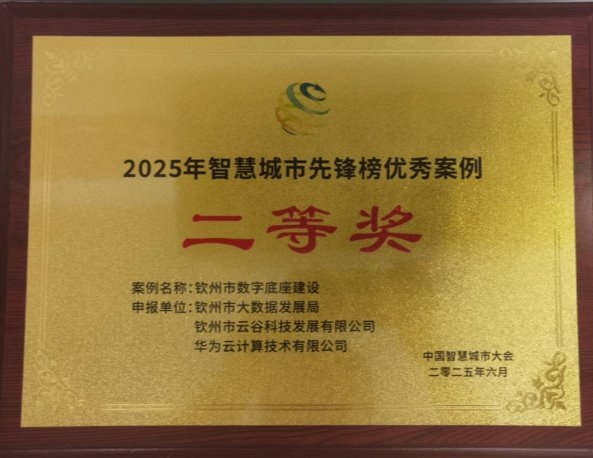 2025年智慧城市先锋榜优秀案例
二等奖
案例名称：钦州市数字底座建设
申报单位：钦州市大数据发展局
钦州市云谷科技发展有限公司
华为云计算技术有限公司
中国智慧城市大会
二零二五年六月